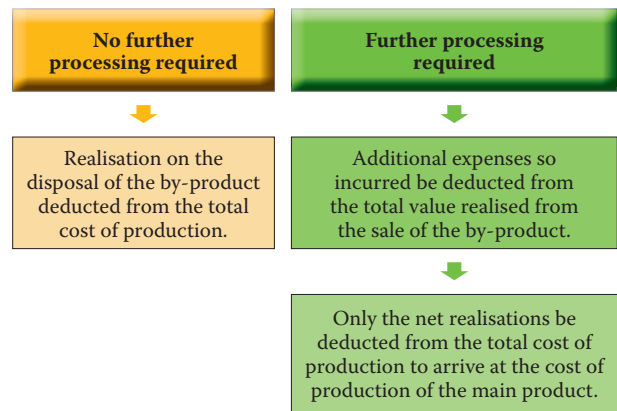 No further
processing required
Realisation on the
disposal of the by-product
deducted from the total
cost of production.
Further processing
required
Additional expenses so
incurred be deducted from
the total value realised from
the sale of the by-product.
Only the net realisations be
deducted from the total cost of
production to arrive at the cost of
production of the main product.